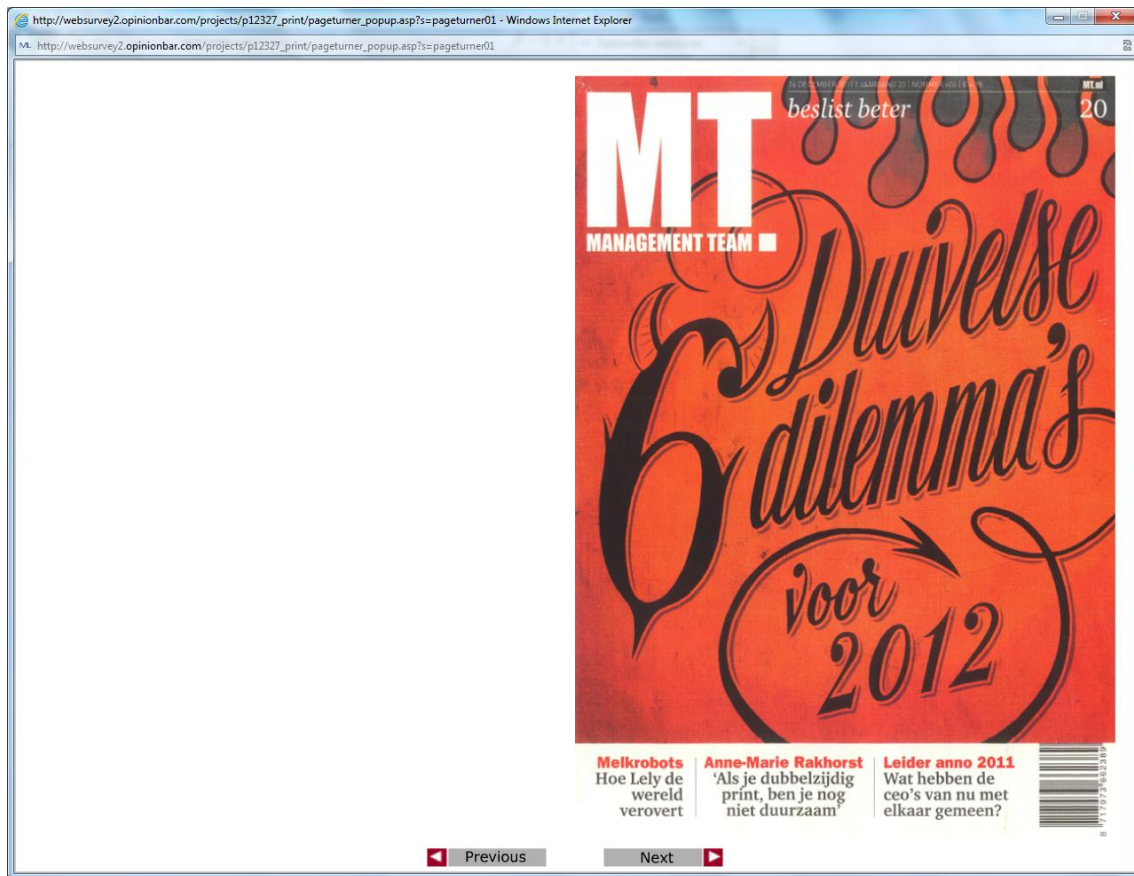 http://websurvey2.opinionbar.com/projects/p12327_print/pageturner_popup.asp?s=pageturner01 - Windows Internet Explorer
http://websurvey2.opinionbar.com/projects/p12327_print/pageturner_popup.asp?s=pageturner01
MT.nl
MT
beslist beter
20
MANAGEMENT TEAM
6 Duivelse
dilemma's
voor
2012
Melkrobots
Hoe Lely de
wereld
verovert
Anne-Marie Rakhorst
'Als je dubbelzijdig
print, ben je nog
niet duurzaam'
Leider anno 2011
Wat hebben de
ceo's van nu met
elkaar gemeen?
8 717973 662389
Previous
Next